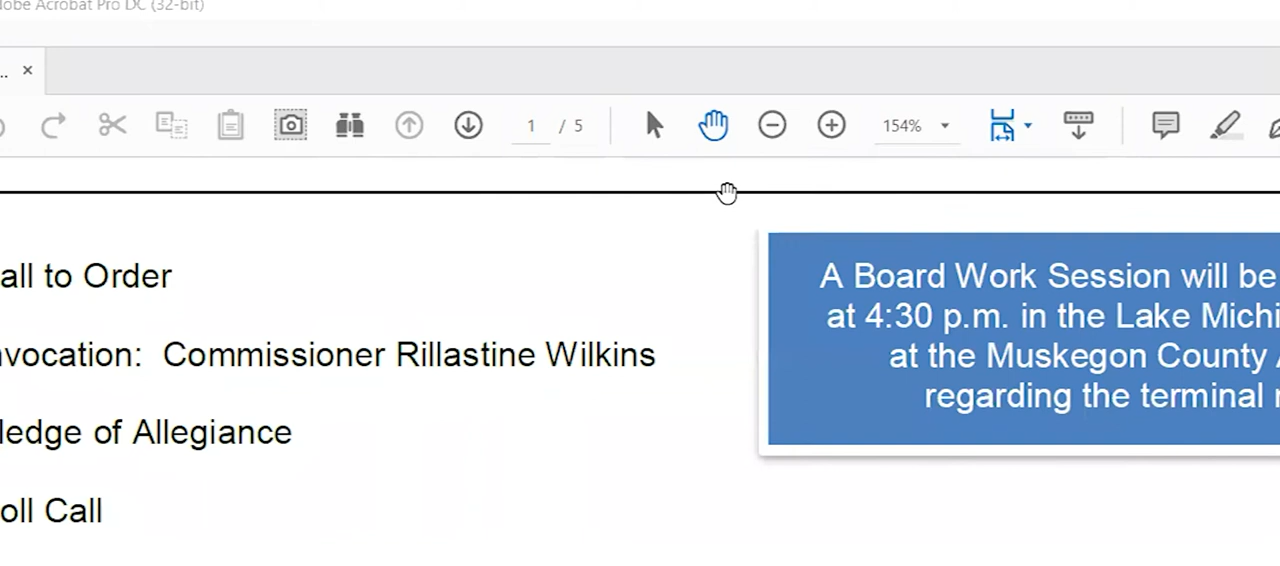 dobe Acrobat Pro DC (32-bit)
...
1 / 5
154%
all to Order
A Board Work Session will be
at 4:30 p.m. in the Lake Michi
nvocation: Commissioner Rillastine Wilkins
at the Muskegon County A
regarding the terminal r
ledge of Allegiance
oll Call